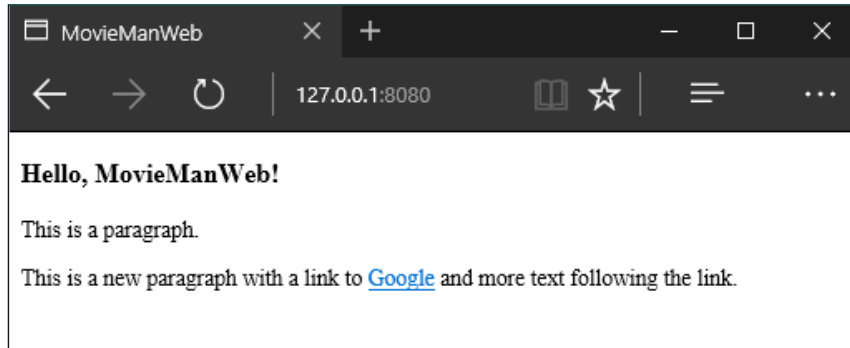 MovieManWeb
127.0.0.1:8080
Hello, MovieManWeb!
This is a paragraph.
This is a new paragraph with a link to Google and more text following the link.